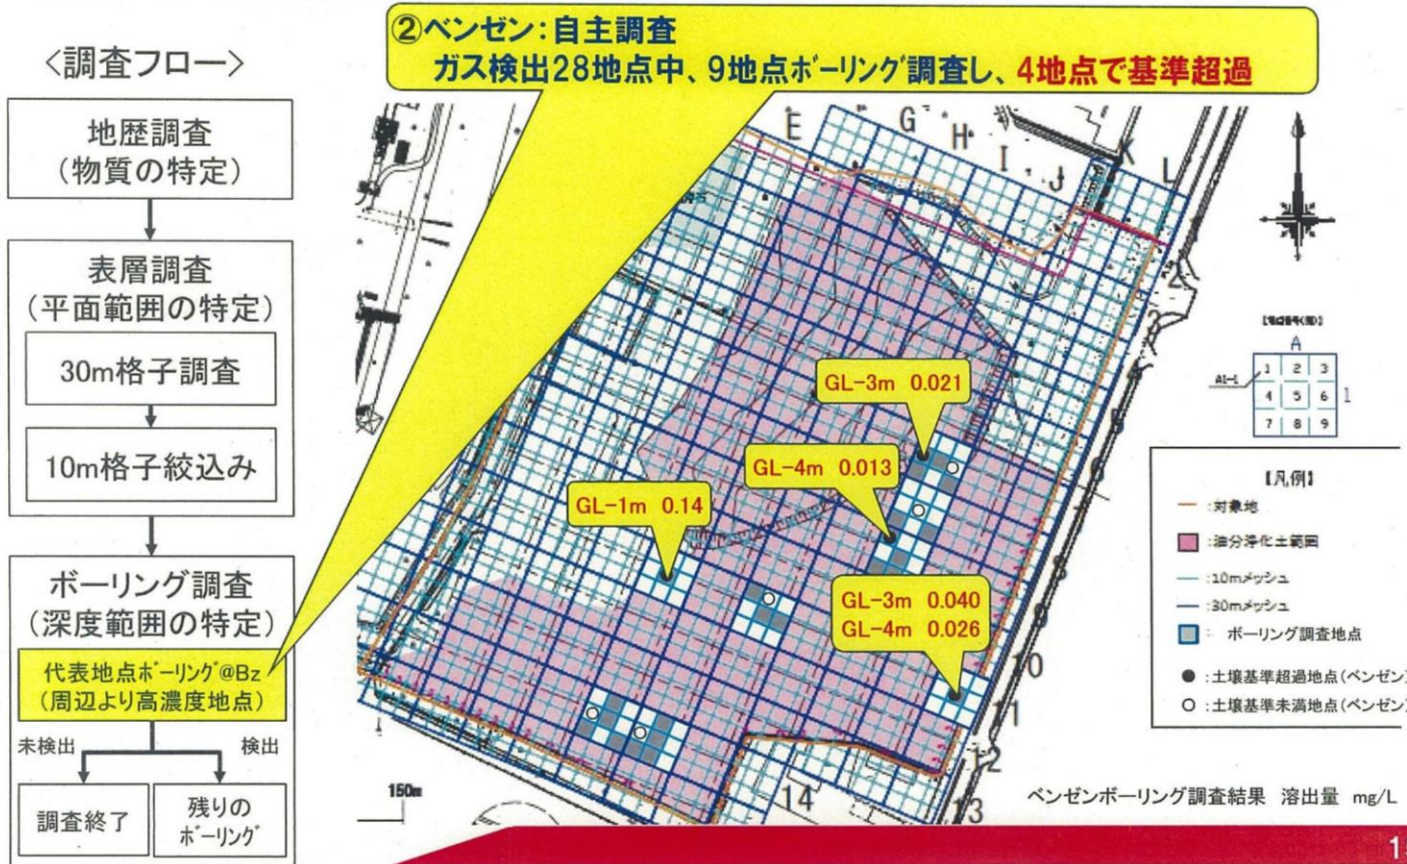 ②ベンゼン:自主調査
ガス検出28地点中、9地点ボーリング調査し、4地点で基準超過
<調査フロー>
地歴調査
(物質の特定)
表層調査
(平面範囲の特定)
30m格子調査
10m格子絞込み
ボーリング調査
(深度範囲の特定)
代表地点ボーリング@Bz
(周辺より高濃度地点)
未検出
検出
調査終了
残りの
ボーリング
E
G
H
I
J
K
L
2
3
4
5
6
7
8
9
10
11
12
13
14
GL-3m 0.021
GL-4m 0.013
GL-1m 0.14
GL-3m 0.040
GL-4m 0.026
150m
A
A1-1
1 2 3
4 5 6
7 8 9
1
【凡例】
:対象地
:油分浄化土範囲
:10mメッシュ
:30mメッシュ
: ボーリング調査地点
● :土壌基準超過地点(ベンゼン)
○ :土壌基準未満地点(ベンゼン)
ベンゼンボーリング調査結果 溶出量 mg/L